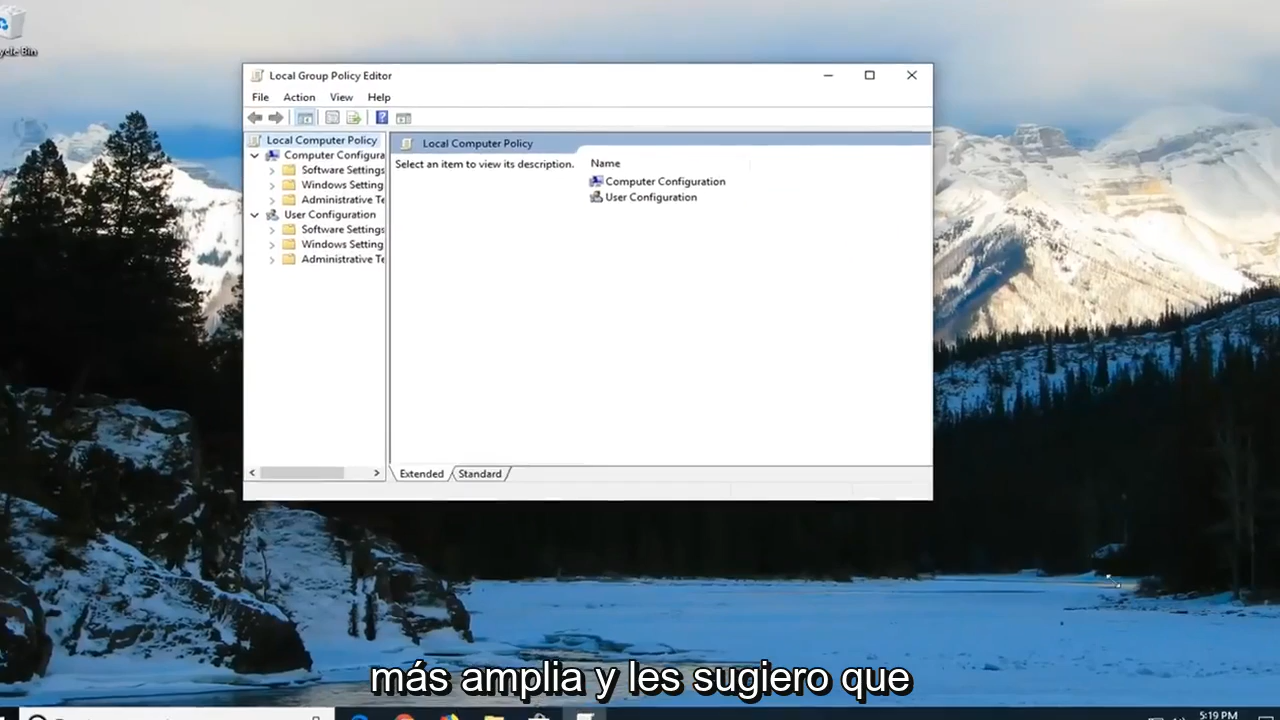 Local Group Policy Editor
File Action View Help
Local Computer Policy
Computer Configura
Software Settings
Windows Setting
Administrative Te
User Configuration
Software Settings
Windows Setting
Administrative Te
Local Computer Policy
Select an item to view its description.
Name
Computer Configuration
User Configuration
Extended Standard
más amplia y les sugiero que
5:19 PM